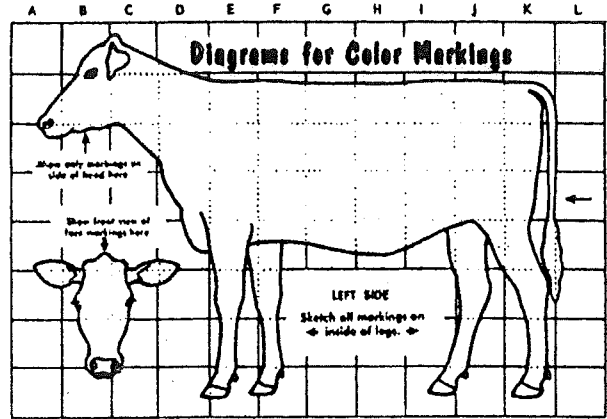 A B C D E F G H I J K L
Diagrams for Color Markings
Show only markings on
side of head here
Show front view of
face markings here
LEFT SIDE
Sketch all markings on
inside of legs.